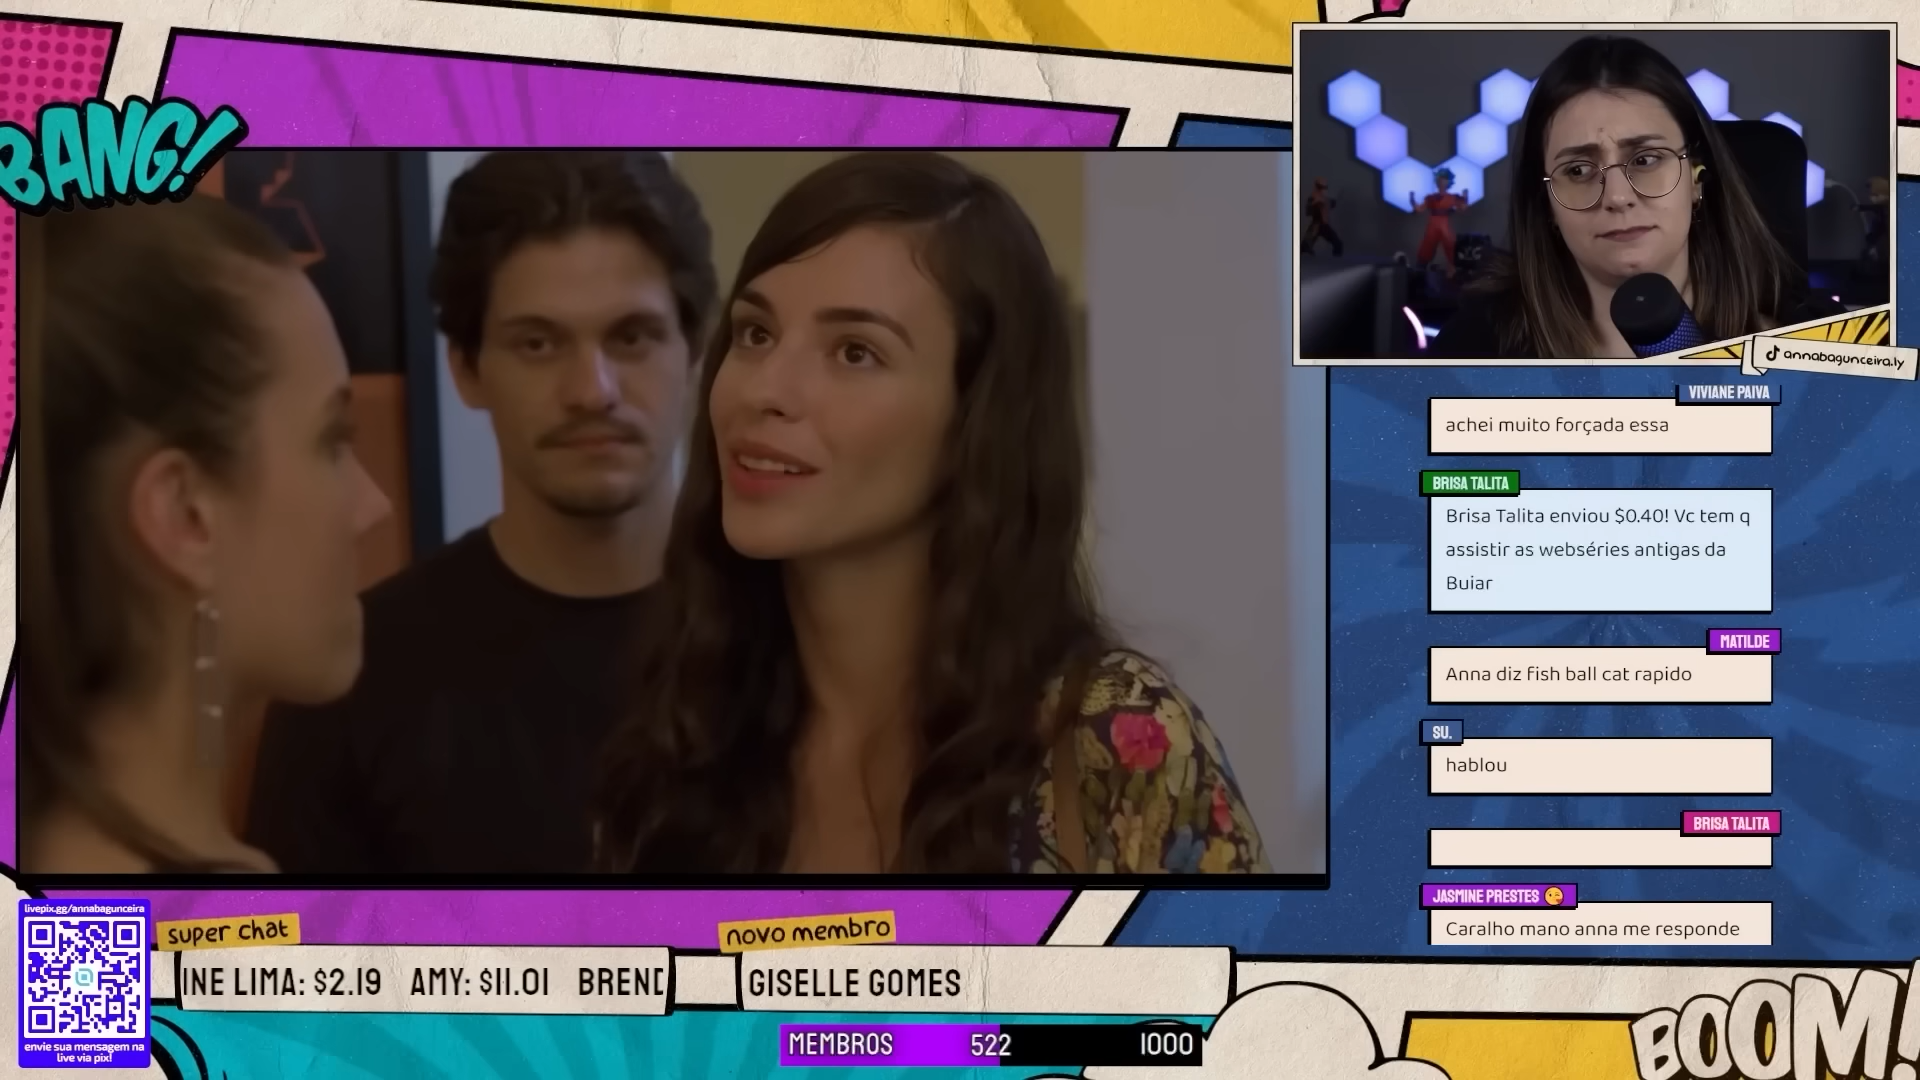 BANG!
annabagunceira.ly
VIVIANE PAIVA
achei muito forçada essa
BRISA TALITA
Brisa Talita enviou $0.40! Vc tem q
assistir as webséries antigas da
Buiar
MATILDE
Anna diz fish ball cat rapido
SU.
hablou
BRISA TALITA
JASMINE PRESTES 😘
Caralho mano anna me responde
livepix.gg/annabagunceira
envie sua mensagem na
live via pix!
super chat
INE LIMA: $2.19 AMY: $11.01 BREND
novo membro
GISELLE GOMES
MEMBROS 522 1000
BOOM!